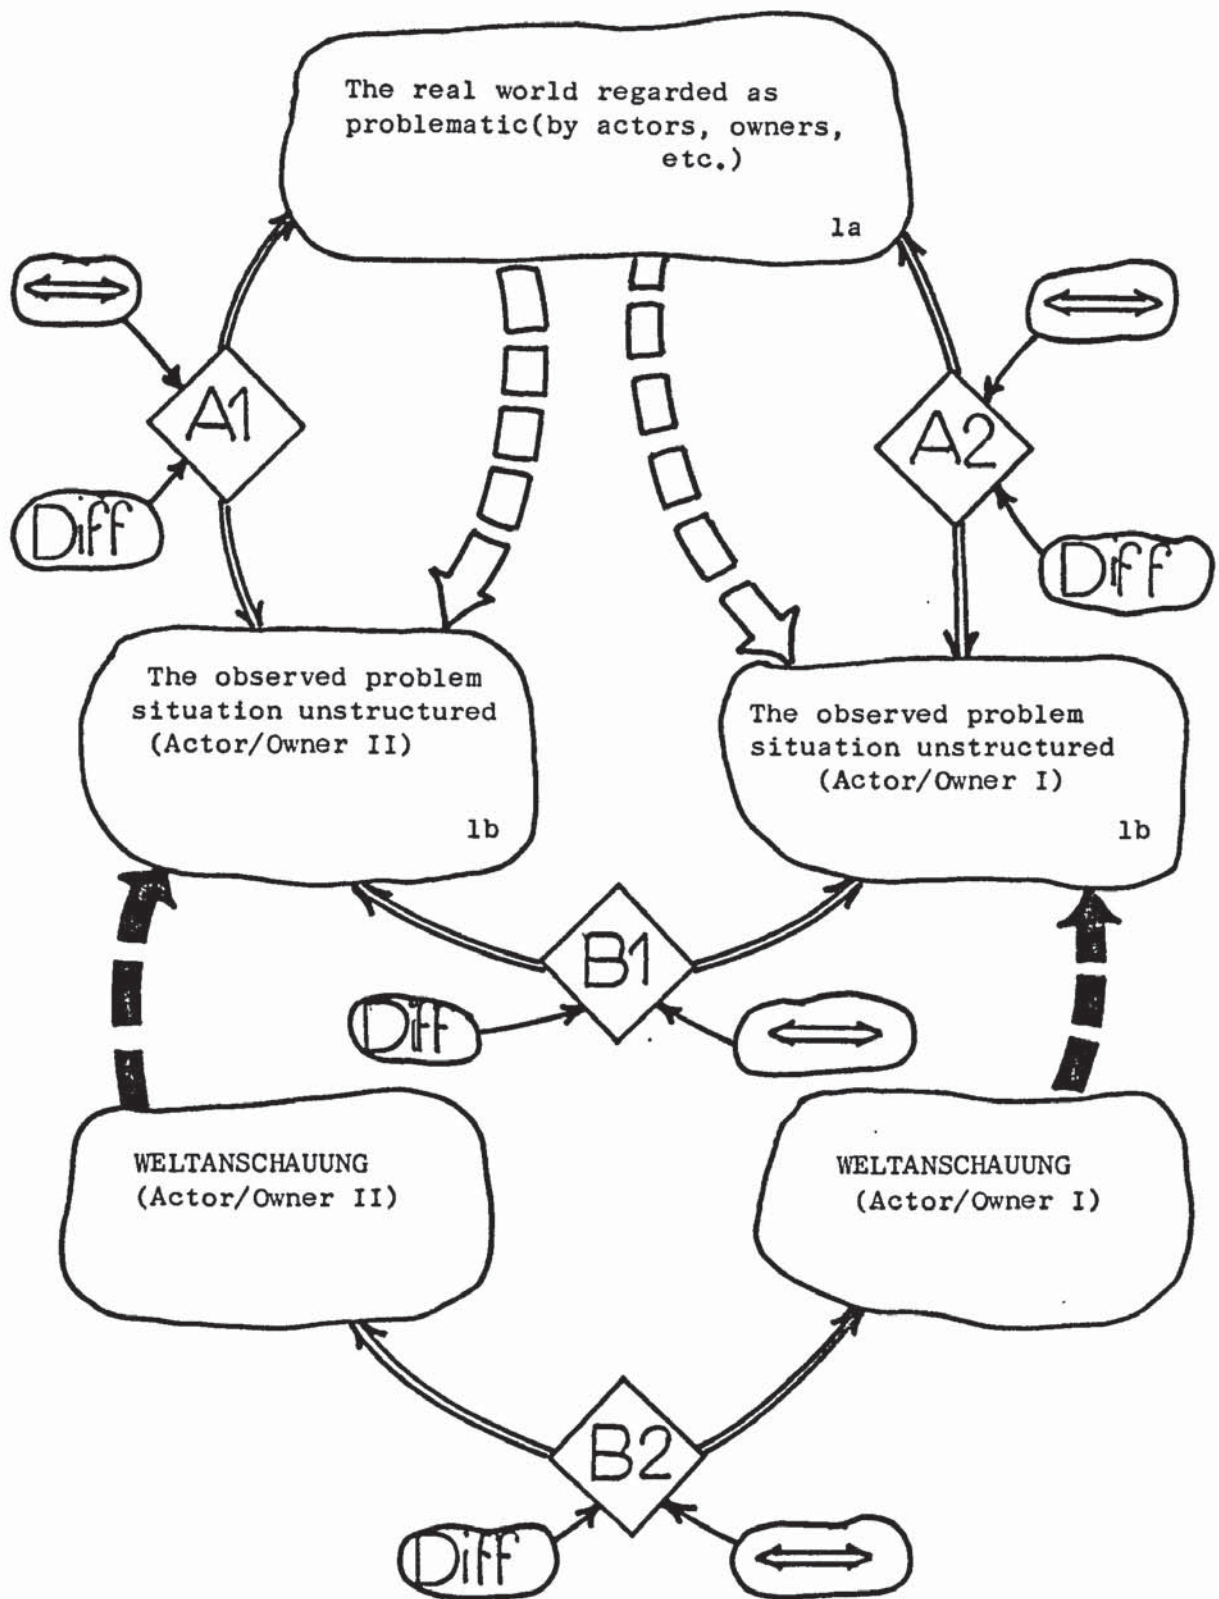 The real world regarded as
problematic(by actors, owners,
etc.)
1a
A1
Diff
A2
Diff
The observed problem
situation unstructured
(Actor/Owner II)
1b
The observed problem
situation unstructured
(Actor/Owner I)
1b
B1
Diff
WELTANSCHAUUNG
(Actor/Owner II)
WELTANSCHAUUNG
(Actor/Owner I)
B2
Diff